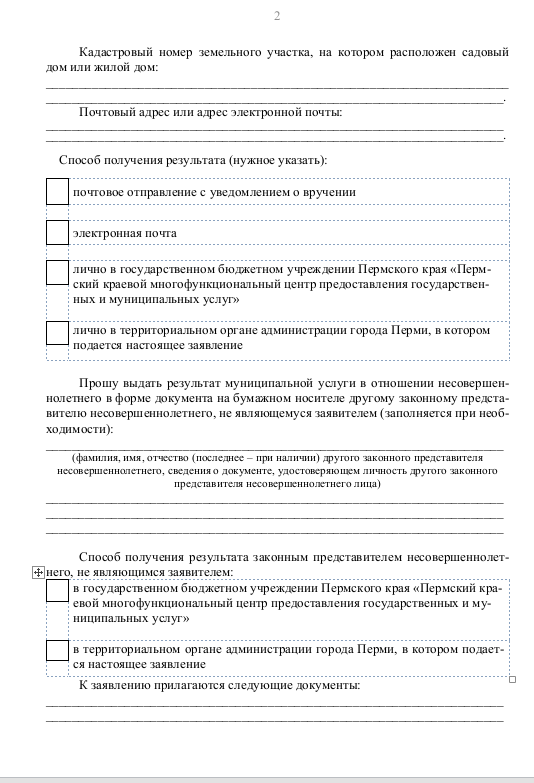 2
Кадастровый номер земельного участка, на котором расположен садовый
дом или жилой дом:
.
Почтовый адрес или адрес электронной почты:
.
Способ получения результата (нужное указать):
почтовое отправление с уведомлением о вручении
электронная почта
лично в государственном бюджетном учреждении Пермского края «Перм-
ский краевой многофункциональный центр предоставления государствен-
ных и муниципальных услуг»
лично в территориальном органе администрации города Перми, в котором
подается настоящее заявление
Прошу выдать результат муниципальной услуги в отношении несовершен-
нолетнего в форме документа на бумажном носителе другому законному предста-
вителю несовершеннолетнего, не являющемуся заявителем (заполняется при необ-
ходимости):
(фамилия, имя, отчество (последнее – при наличии) другого законного представителя
несовершеннолетнего, сведения о документе, удостоверяющем личность другого законного
представителя несовершеннолетнего лица)
Способ получения результата законным представителем несовершеннолет-
него, не являющимся заявителем:
в государственном бюджетном учреждении Пермского края «Пермский кра-
евой многофункциональный центр предоставления государственных и му-
ниципальных услуг»
в территориальном органе администрации города Перми, в котором подает-
ся настоящее заявление
К заявлению прилагаются следующие документы: